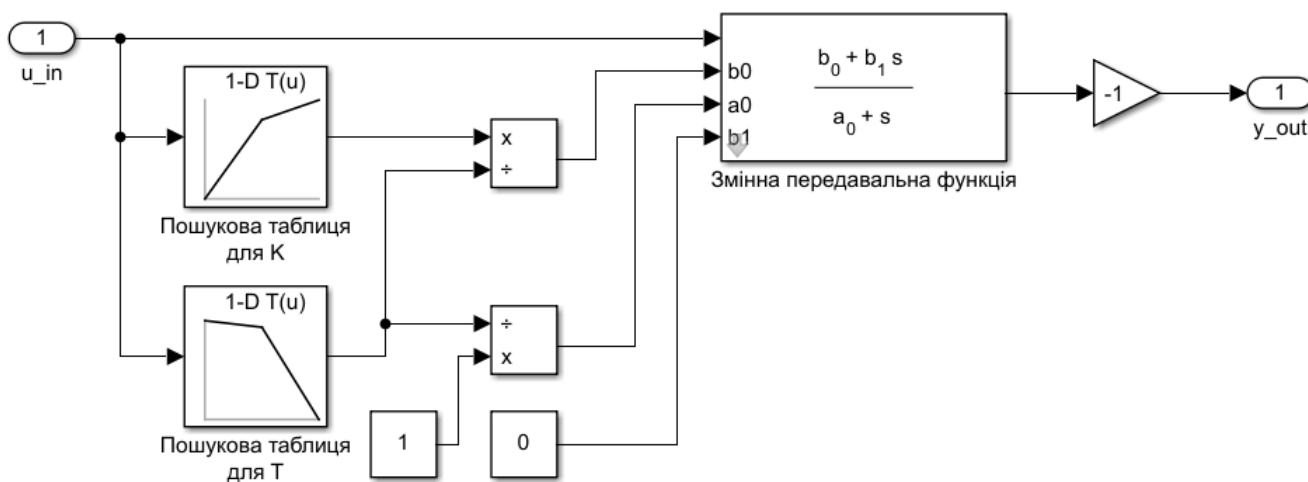 1
u_in
1-D T(u)
Пошукова таблиця
для K
1-D T(u)
Пошукова таблиця
для T
x
÷
÷
x
1
0
b0
a0
b1
b0 + b1 s
a0 + s
Змінна передавальна функція
-1
1
y_out